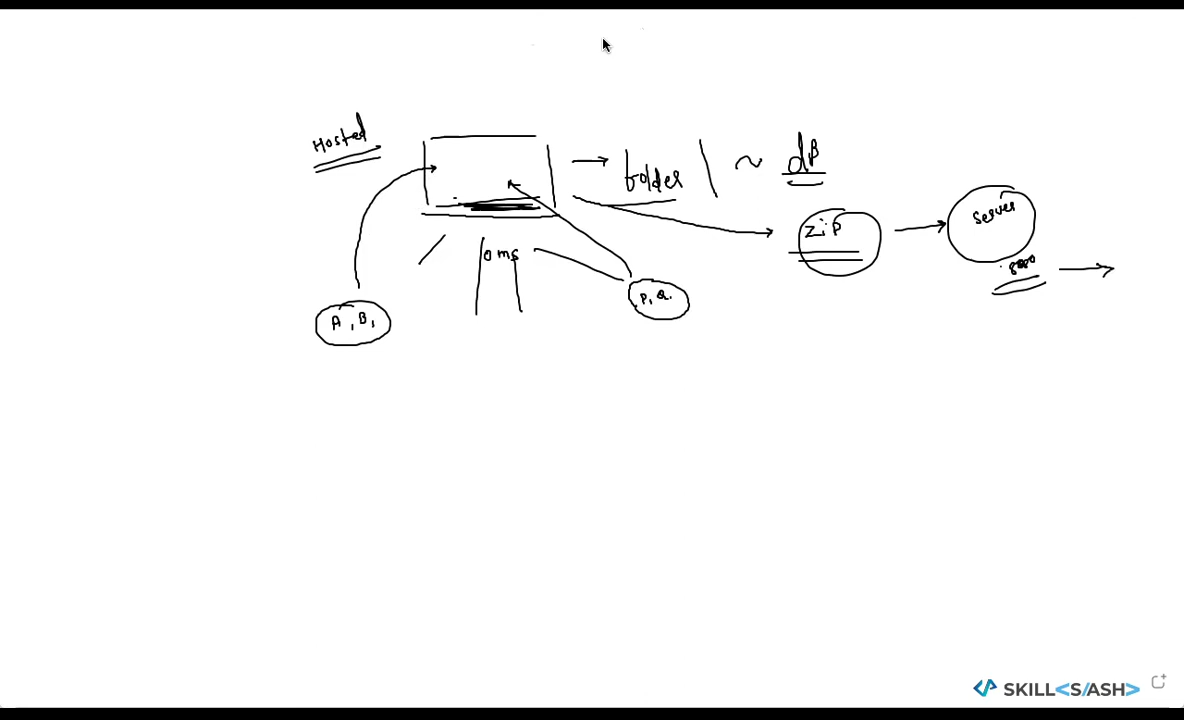 Hosted
folder
~ dB
zip
server
:8080
oms
P, Q.
A, B,
SKILL<S/ASH>